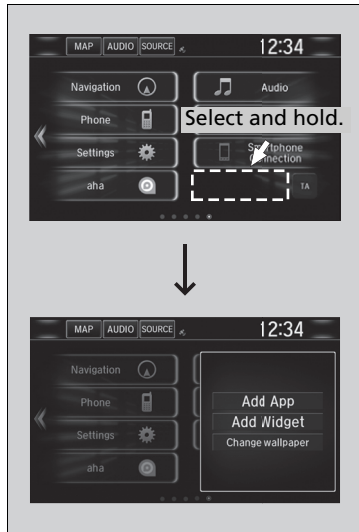 MAP AUDIO SOURCE 12:34
Navigation
Audio
Phone
Select and hold.
Settings
Smartphone
Connection
aha
TA
MAP AUDIO SOURCE 12:34
Navigation
Phone
Settings
aha
Add App
Add Widget
Change wallpaper